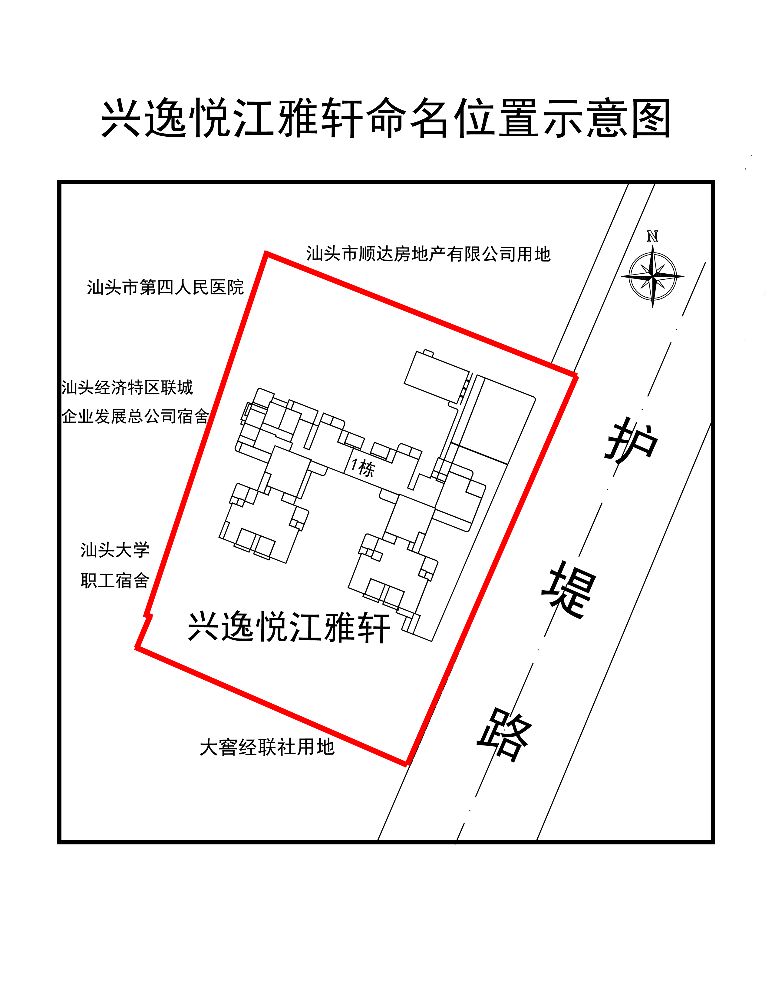 兴逸悦江雅轩命名位置示意图
N
汕头市顺达房地产有限公司用地
汕头市第四人民医院
汕头经济特区联城
企业发展总公司宿舍
护
1栋
汕头大学
职工宿舍
堤
兴逸悦江雅轩
路
大窖经联社用地